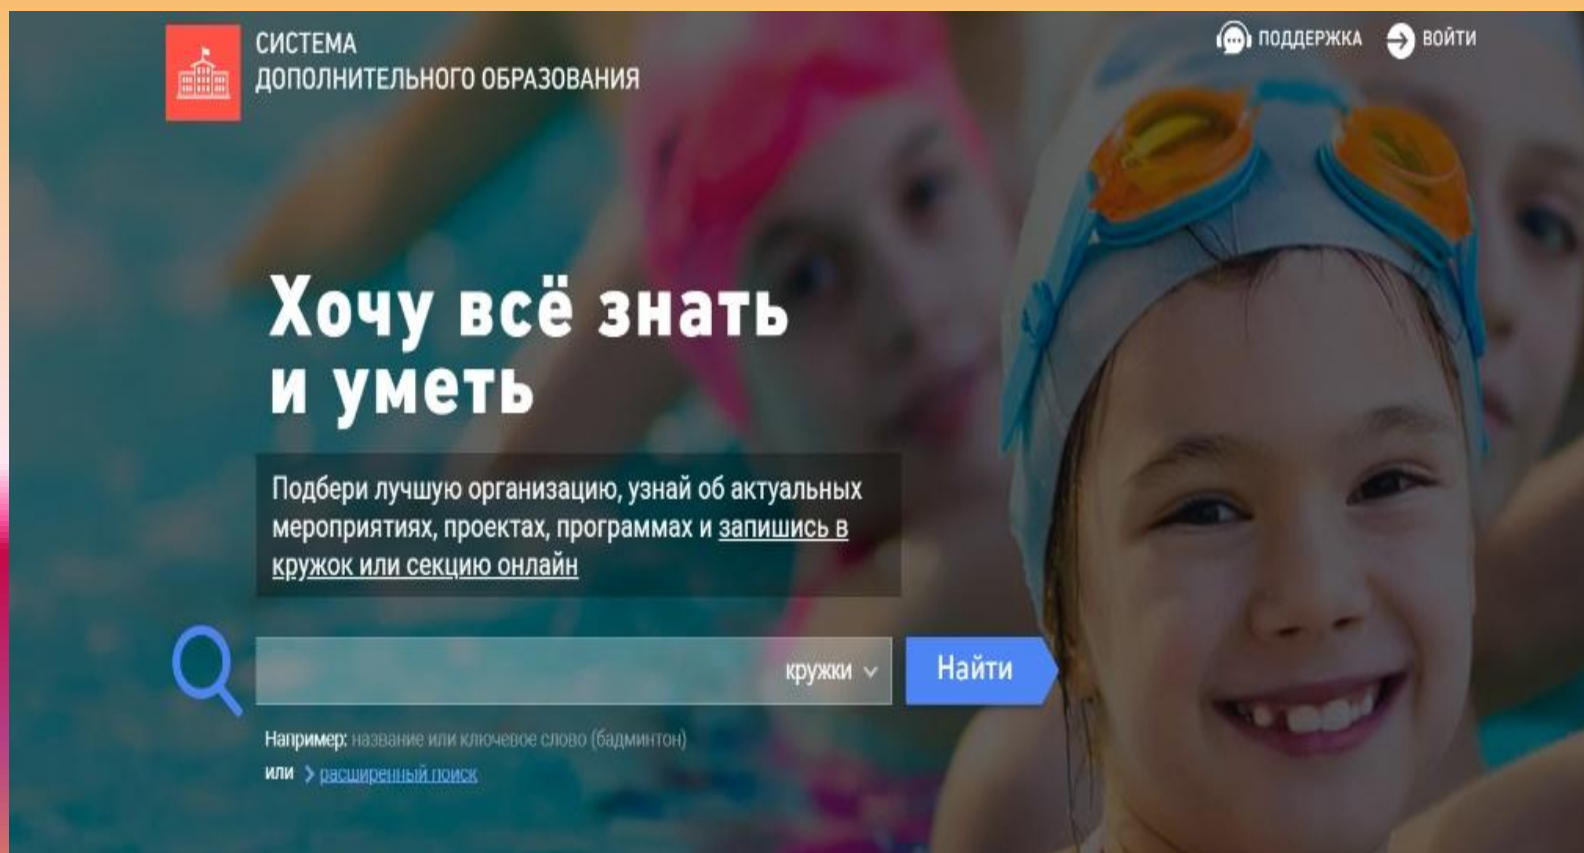 СИСТЕМА
ДОПОЛНИТЕЛЬНОГО ОБРАЗОВАНИЯ
ПОДДЕРЖКА
ВОЙТИ
Хочу всё знать
и уметь
Подбери лучшую организацию, узнай об актуальных
мероприятиях, проектах, программах и запишись в
кружок или секцию онлайн
кружки
Найти
Например: название или ключевое слово (бадминтон)
или расширенный поиск